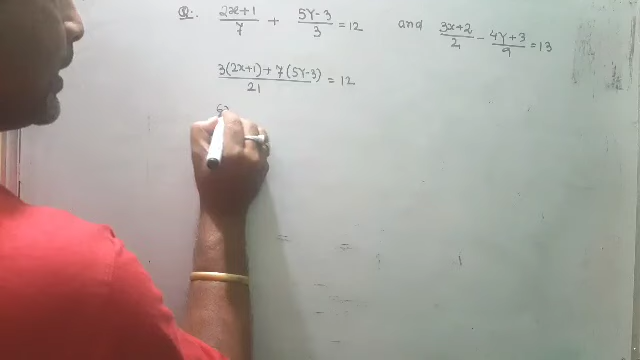 Q: (2x+1)/7 + (5Y-3)/3 = 12 and (3x+2)/2 - (4Y+3)/9 = 13
(3(2x+1) + 7(5Y-3))/21 = 12
6x